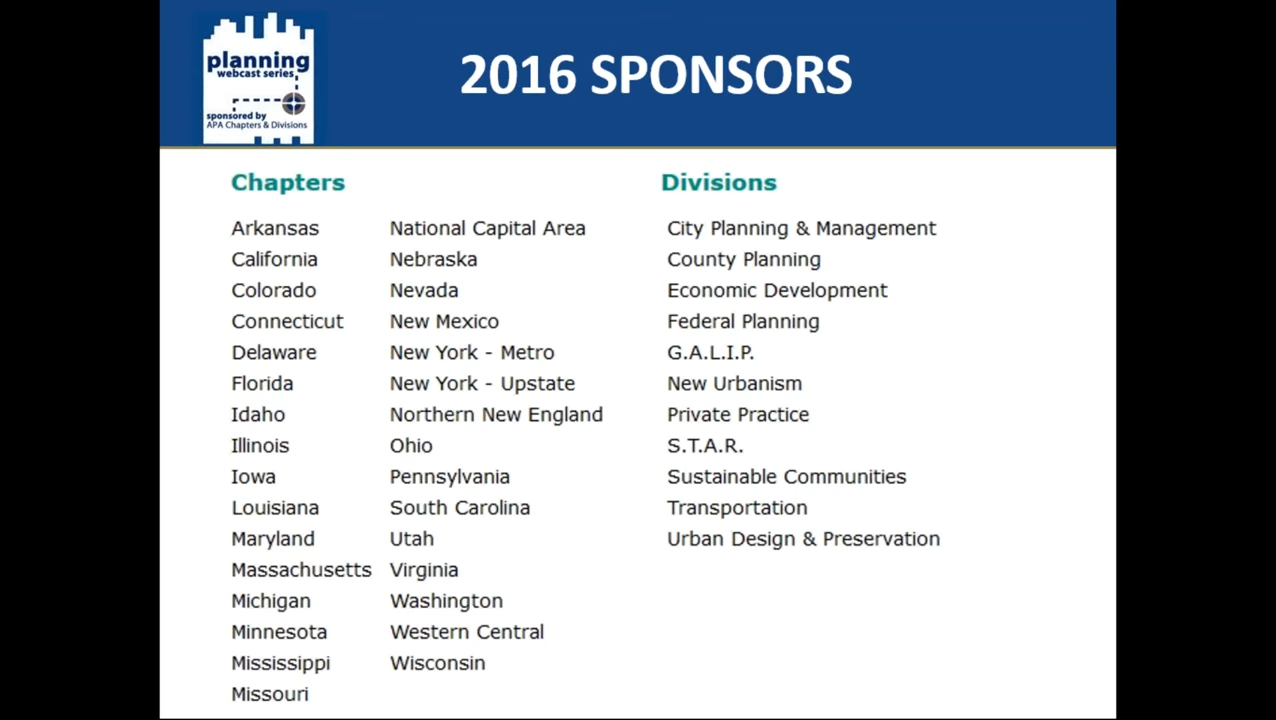 planning
webcast series
sponsored by
APA Chapters & Divisions
2016 SPONSORS
Chapters
Arkansas
California
Colorado
Connecticut
Delaware
Florida
Idaho
Illinois
Iowa
Louisiana
Maryland
Massachusetts
Michigan
Minnesota
Mississippi
Missouri
National Capital Area
Nebraska
Nevada
New Mexico
New York - Metro
New York - Upstate
Northern New England
Ohio
Pennsylvania
South Carolina
Utah
Virginia
Washington
Western Central
Wisconsin
Divisions
City Planning & Management
County Planning
Economic Development
Federal Planning
G.A.L.I.P.
New Urbanism
Private Practice
S.T.A.R.
Sustainable Communities
Transportation
Urban Design & Preservation